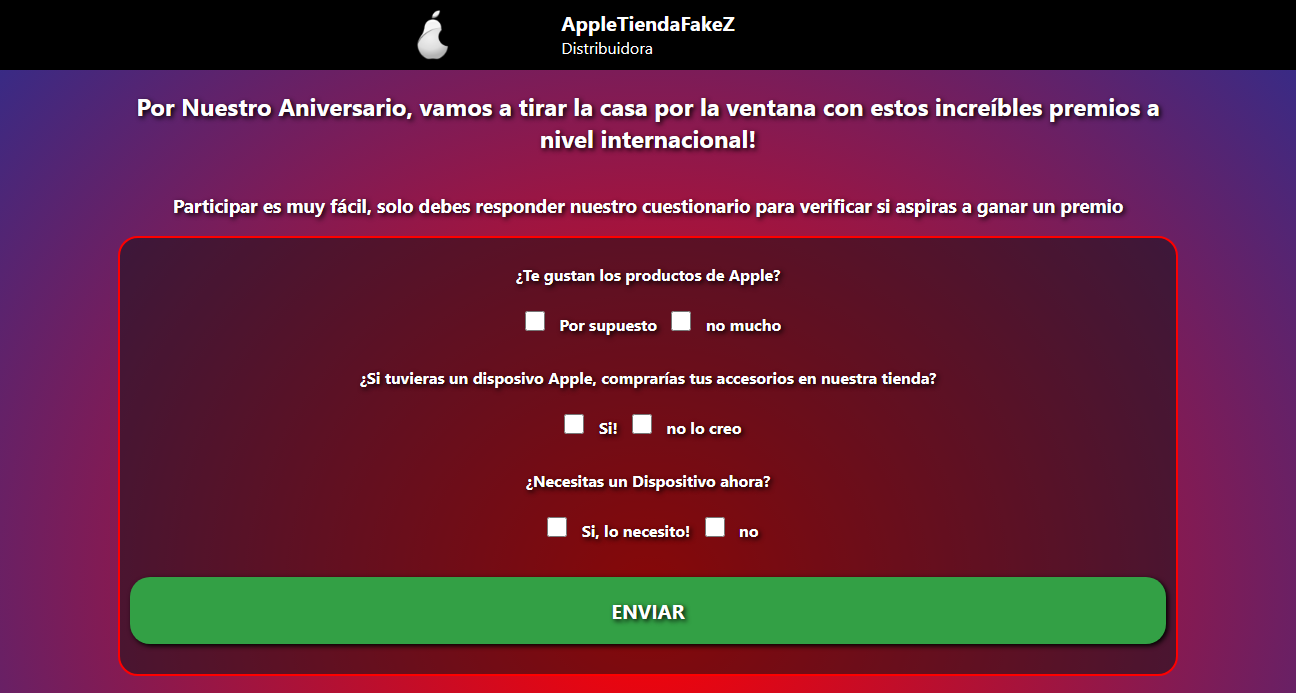 AppleTiendaFakeZ
Distribuidora
Por Nuestro Aniversario, vamos a tirar la casa por la ventana con estos increíbles premios a
nivel internacional!
Participar es muy fácil, solo debes responder nuestro cuestionario para verificar si aspiras a ganar un premio
¿Te gustan los productos de Apple?
Por supuesto no mucho
¿Si tuvieras un disposivo Apple, comprarías tus accesorios en nuestra tienda?
Si! no lo creo
¿Necesitas un Dispositivo ahora?
Si, lo necesito! no
ENVIAR